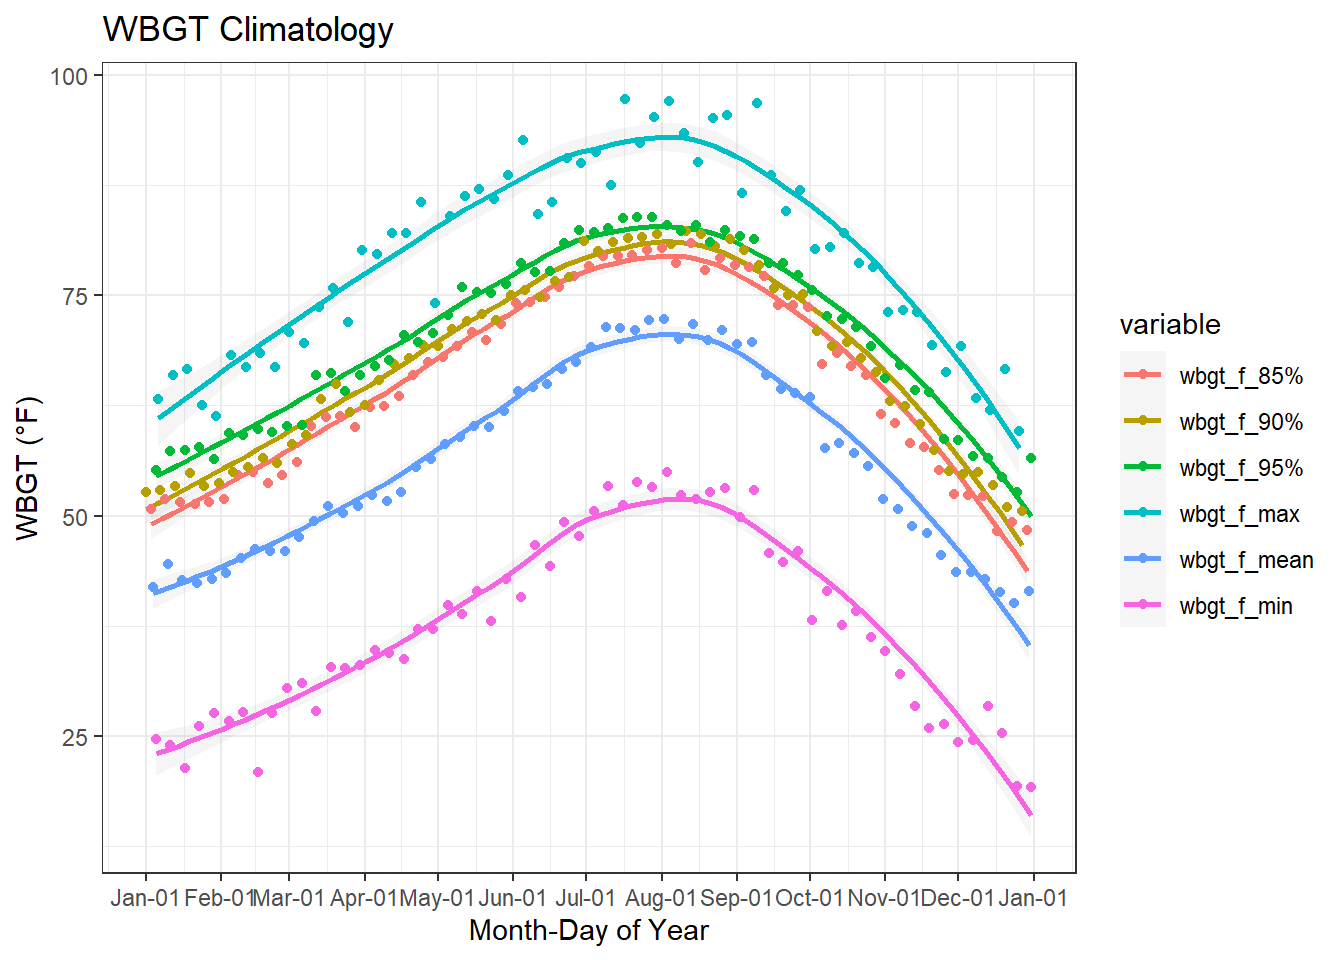 WBGT Climatology
100
75
50
25
WBGT (°F)
Jan-01 Feb-01 Mar-01 Apr-01 May-01 Jun-01 Jul-01 Aug-01 Sep-01 Oct-01 Nov-01 Dec-01 Jan-01
Month-Day of Year
variable
wbgt_f_85%
wbgt_f_90%
wbgt_f_95%
wbgt_f_max
wbgt_f_mean
wbgt_f_min